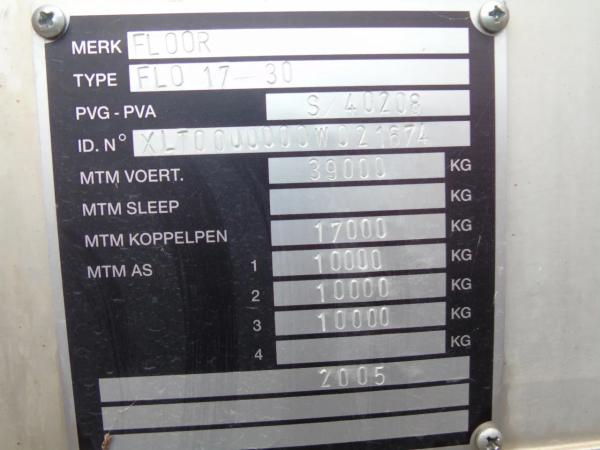 MERK FLOOR
TYPE FLO 17-30
PVG - PVA S/40208
ID. N° XLT0000000W021674
MTM VOERT. 39000 KG
MTM SLEEP KG
MTM KOPPELPEN 17000 KG
MTM AS 1 10000 KG
2 10000 KG
3 10000 KG
4 KG
2005